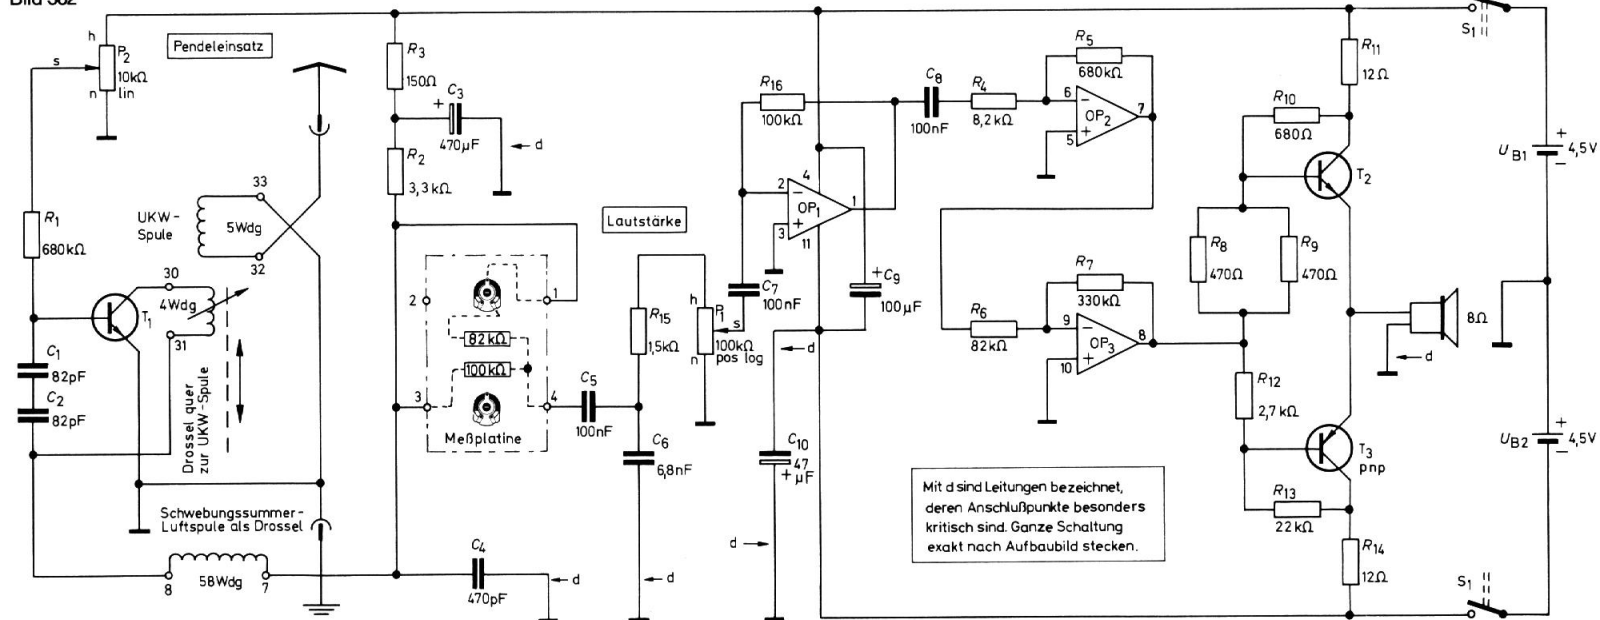 Bild 382
h
P2
10kΩ
lin
s
n
Pendeleinsatz
R3
150Ω
C3
+
470µF
d
R2
3,3kΩ
R1
680kΩ
UKW-
Spule
33
5Wdg
32
30
4Wdg
31
T1
C1
82pF
C2
82pF
Drossel quer
zur UKW-Spule
Schwebungssummer-
Luftspule als Drossel
8
58Wdg
7
C4
470pF
d
2
1
82kΩ
100kΩ
3
4
Meßplatine
C5
100nF
Lautstärke
R15
1,5kΩ
h
P1
s
100kΩ
pos log
n
C6
6,8nF
d
R16
100kΩ
2
−
OP1
+
3
4
11
1
C7
100nF
+
C9
100µF
d
C10
47
+µF
d
C8
100nF
R4
8,2kΩ
R5
680kΩ
6
−
OP2
+
5
7
R6
82kΩ
R7
330kΩ
9
−
OP3
+
10
8
Mit d sind Leitungen bezeichnet,
deren Anschlußpunkte besonders
kritisch sind. Ganze Schaltung
exakt nach Aufbaubild stecken.
R11
12Ω
R10
680Ω
T2
R8
470Ω
R9
470Ω
8Ω
d
R12
2,7kΩ
T3
pnp
R13
22kΩ
R14
12Ω
S1
+
UB1
4,5V
−
+
UB2
4,5V
−
S1